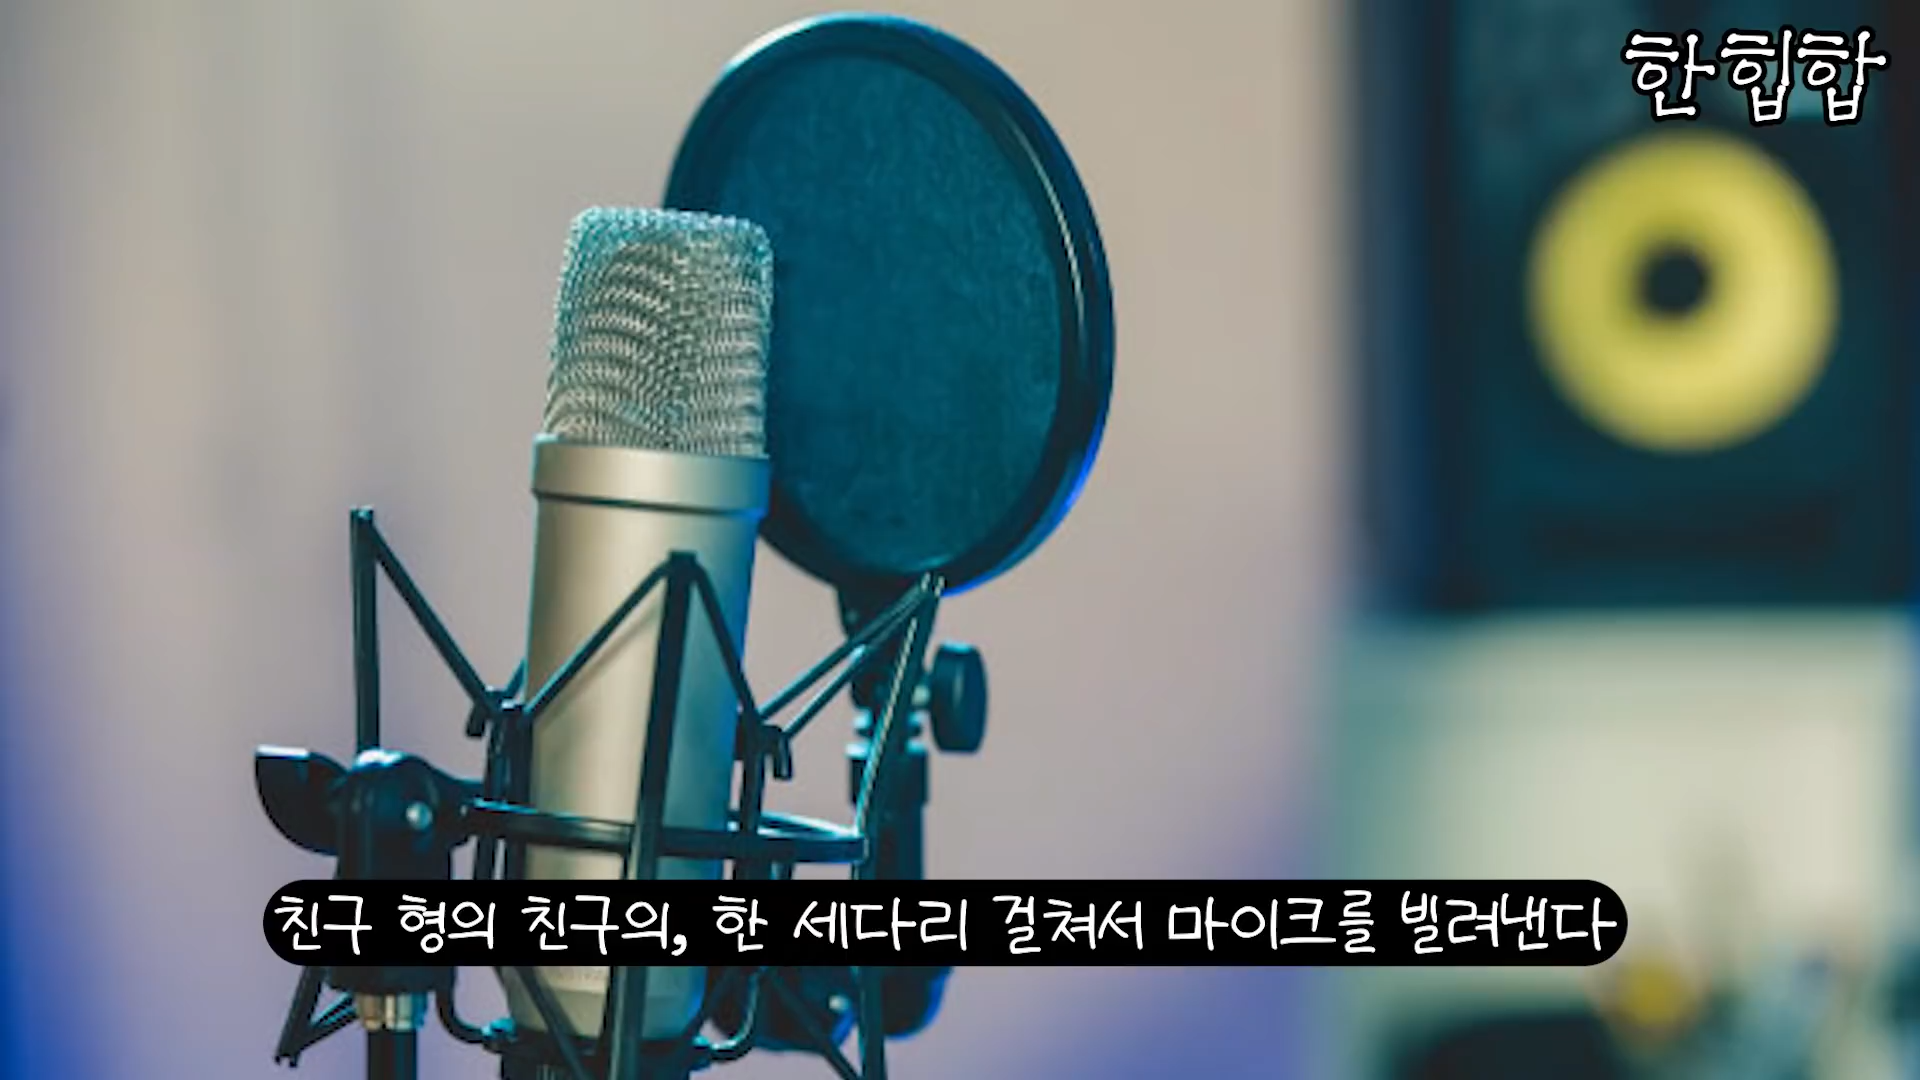 한힙합
친구 형의 친구의, 한 세다리 걸쳐서 마이크를 빌려낸다